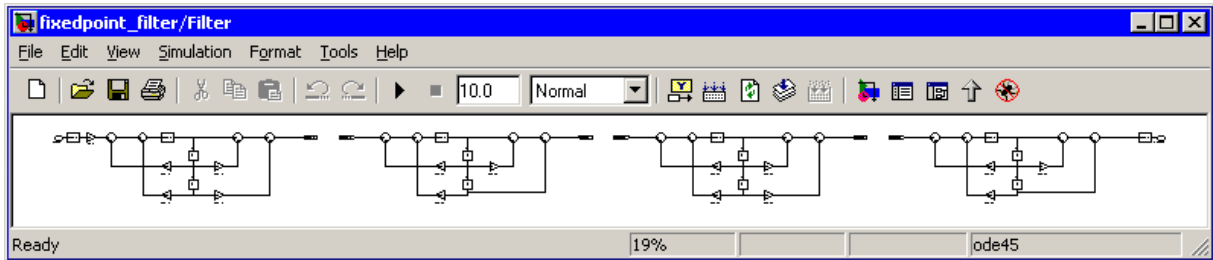 fixedpoint_filter/Filter
File Edit View Simulation Format Tools Help
10.0 Normal
Ready 19% ode45